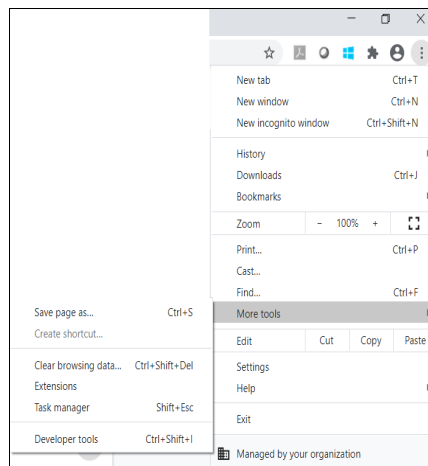 New tab Ctrl+T
New window Ctrl+N
New incognito window Ctrl+Shift+N
History
Downloads Ctrl+J
Bookmarks
Zoom - 100% +
Print... Ctrl+P
Cast...
Find... Ctrl+F
More tools
Edit Cut Copy Paste
Settings
Help
Exit
Managed by your organization
Save page as... Ctrl+S
Create shortcut...
Clear browsing data... Ctrl+Shift+Del
Extensions
Task manager Shift+Esc
Developer tools Ctrl+Shift+I